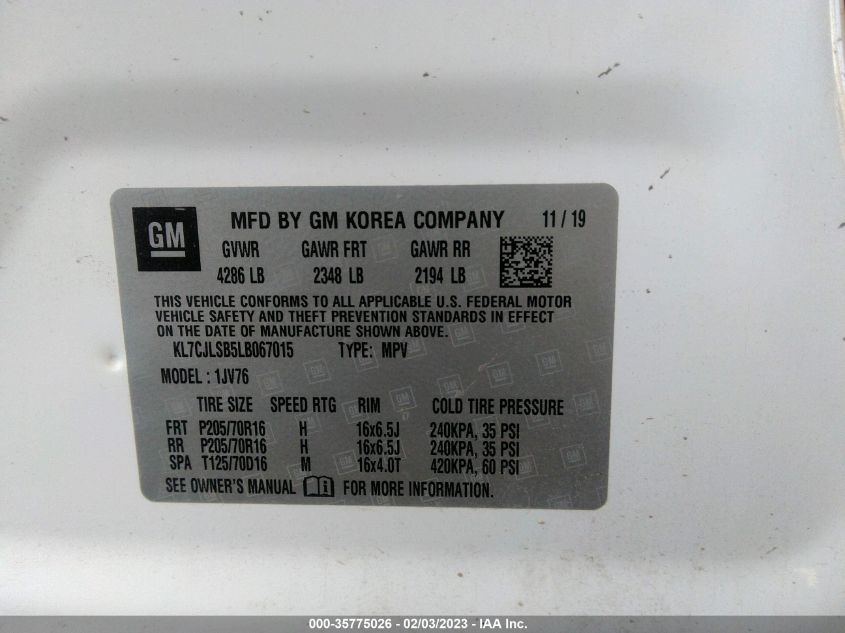 GM MFD BY GM KOREA COMPANY 11 / 19
GVWR GAWR FRT GAWR RR
4286 LB 2348 LB 2194 LB
THIS VEHICLE CONFORMS TO ALL APPLICABLE U.S. FEDERAL MOTOR
VEHICLE SAFETY AND THEFT PREVENTION STANDARDS IN EFFECT
ON THE DATE OF MANUFACTURE SHOWN ABOVE.
KL7CJLSB5LB067015 TYPE: MPV
MODEL : 1JV76
TIRE SIZE SPEED RTG RIM COLD TIRE PRESSURE
FRT P205/70R16 H 16x6.5J 240KPA, 35 PSI
RR P205/70R16 H 16x6.5J 240KPA, 35 PSI
SPA T125/70D16 M 16x4.0T 420KPA, 60 PSI
SEE OWNER'S MANUAL FOR MORE INFORMATION.
000-35775026 - 02/03/2023 - IAA Inc.